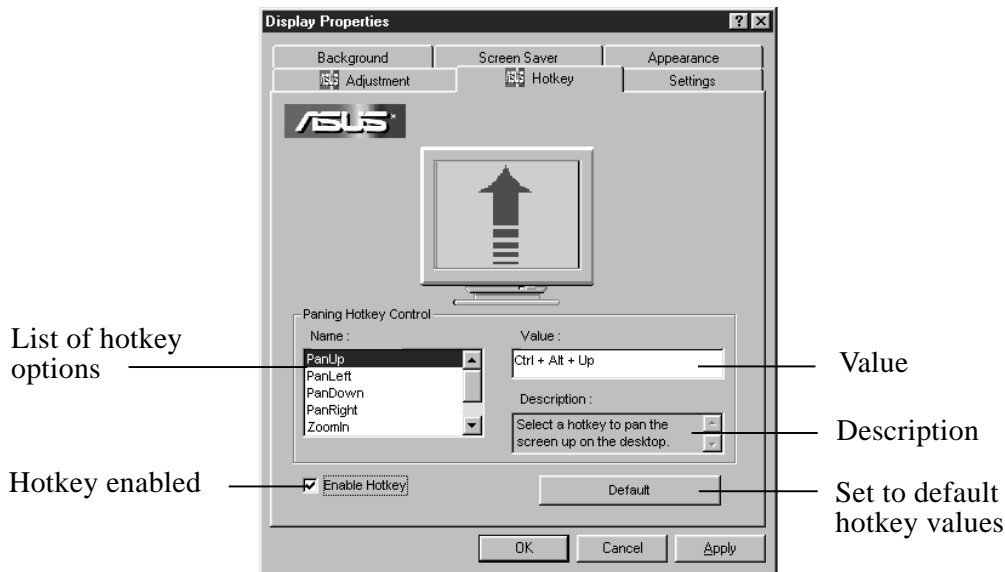 Display Properties
Background
Screen Saver
Appearance
ASUS Adjustment
ASUS Hotkey
Settings
ASUS
Paning Hotkey Control
Name :
PanUp
PanLeft
PanDown
PanRight
ZoomIn
Value :
Ctrl + Alt + Up
Description :
Select a hotkey to pan the
screen up on the desktop.
Enable Hotkey
Default
OK
Cancel
Apply
List of hotkey
options
Hotkey enabled
Value
Description
Set to default
hotkey values